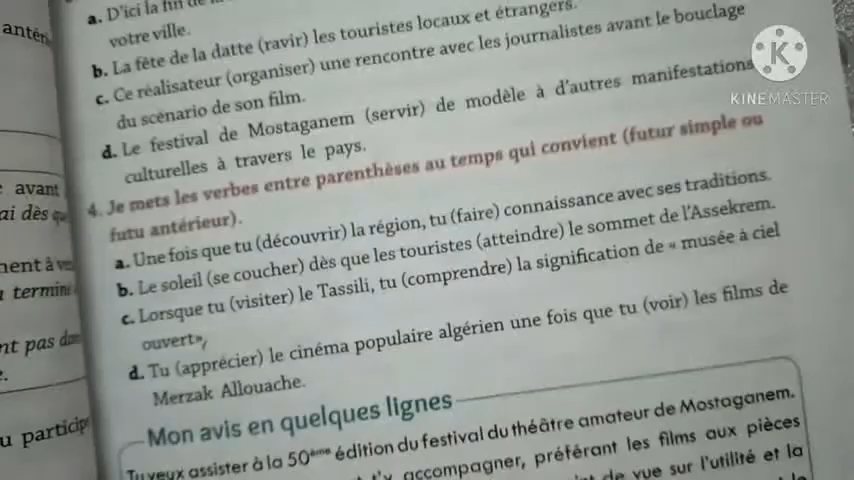 antér
a. D'ici la fin de
votre ville.
b. La fête de la datte (ravir) les touristes locaux et étrangers.
c. Ce réalisateur (organiser) une rencontre avec les journalistes avant le bouclage
du scénario de son film.
d. Le festival de Mostaganem (servir) de modèle à d'autres manifestations
culturelles à travers le pays.
4. Je mets les verbes entre parenthèses au temps qui convient (futur simple ou
futu antérieur).
a. Une fois que tu (découvrir) la région, tu (faire) connaissance avec ses traditions.
b. Le soleil (se coucher) dès que les touristes (atteindre) le sommet de l'Assekrem.
c. Lorsque tu (visiter) le Tassili, tu (comprendre) la signification de « musée à ciel
ouvert»,
d. Tu (apprécier) le cinéma populaire algérien une fois que tu (voir) les films de
Merzak Allouache.
Mon avis en quelques lignes
Tu veux assister à la 50ème édition du festival du théâtre amateur de Mostaganem.
t'y accompagner, préférant les films aux pièces
de vue sur l'utilité et la
avant
ai dès
ment à
termin
nt pas
u particip
KINEMASTER